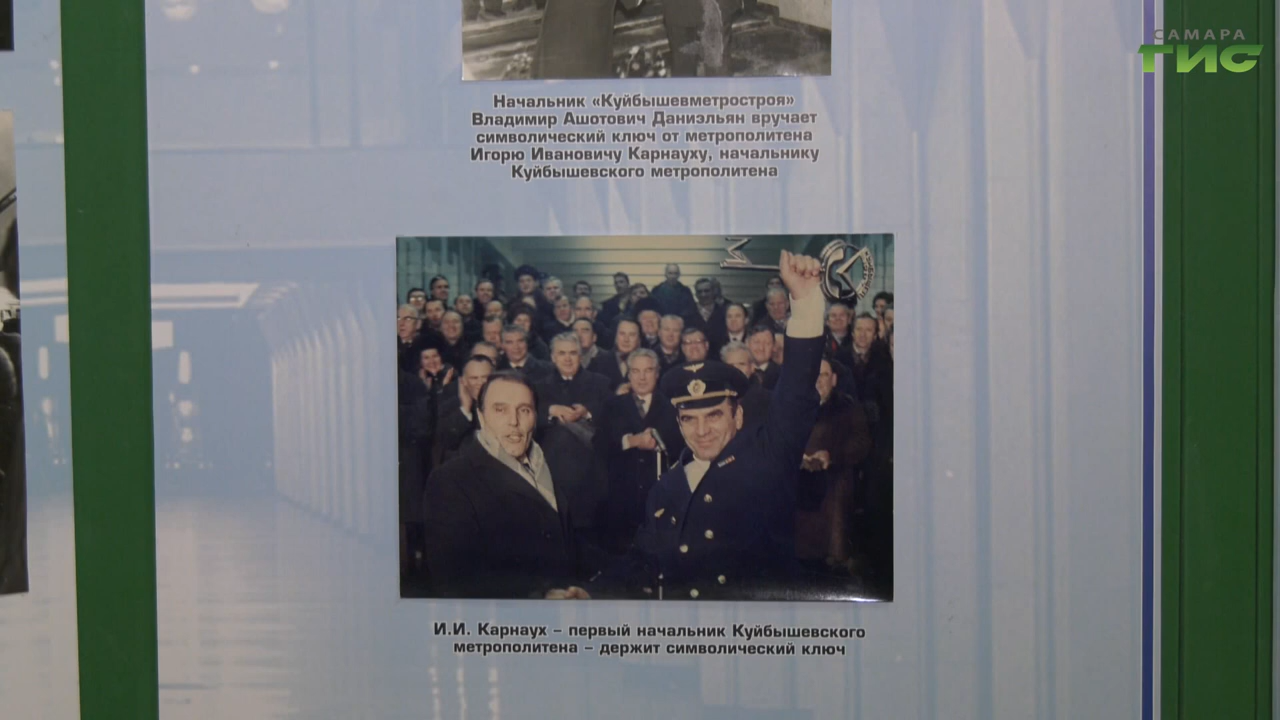 САМАРА
ГИС
Начальник «Куйбышевметростроя»
Владимир Ашотович Даниэльян вручает
символический ключ от метрополитена
Игорю Ивановичу Карнауху, начальнику
Куйбышевского метрополитена
И.И. Карнаух – первый начальник Куйбышевского
метрополитена – держит символический ключ